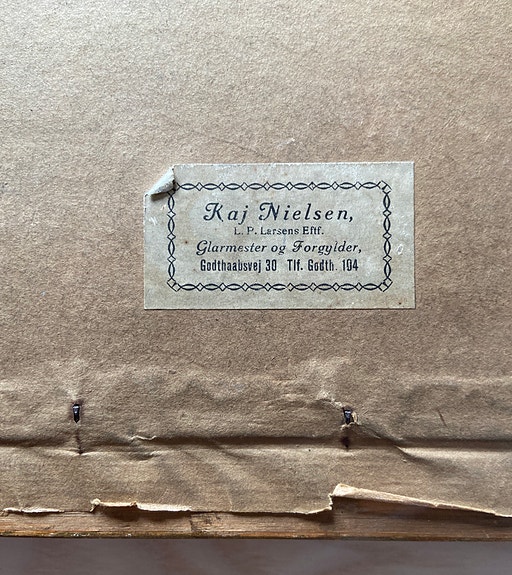 Kaj Nielsen,
L. P. Larsens Eftf.
Glarmester og Forgylder,
Godthaabsvej 30 Tlf. Godth. 104